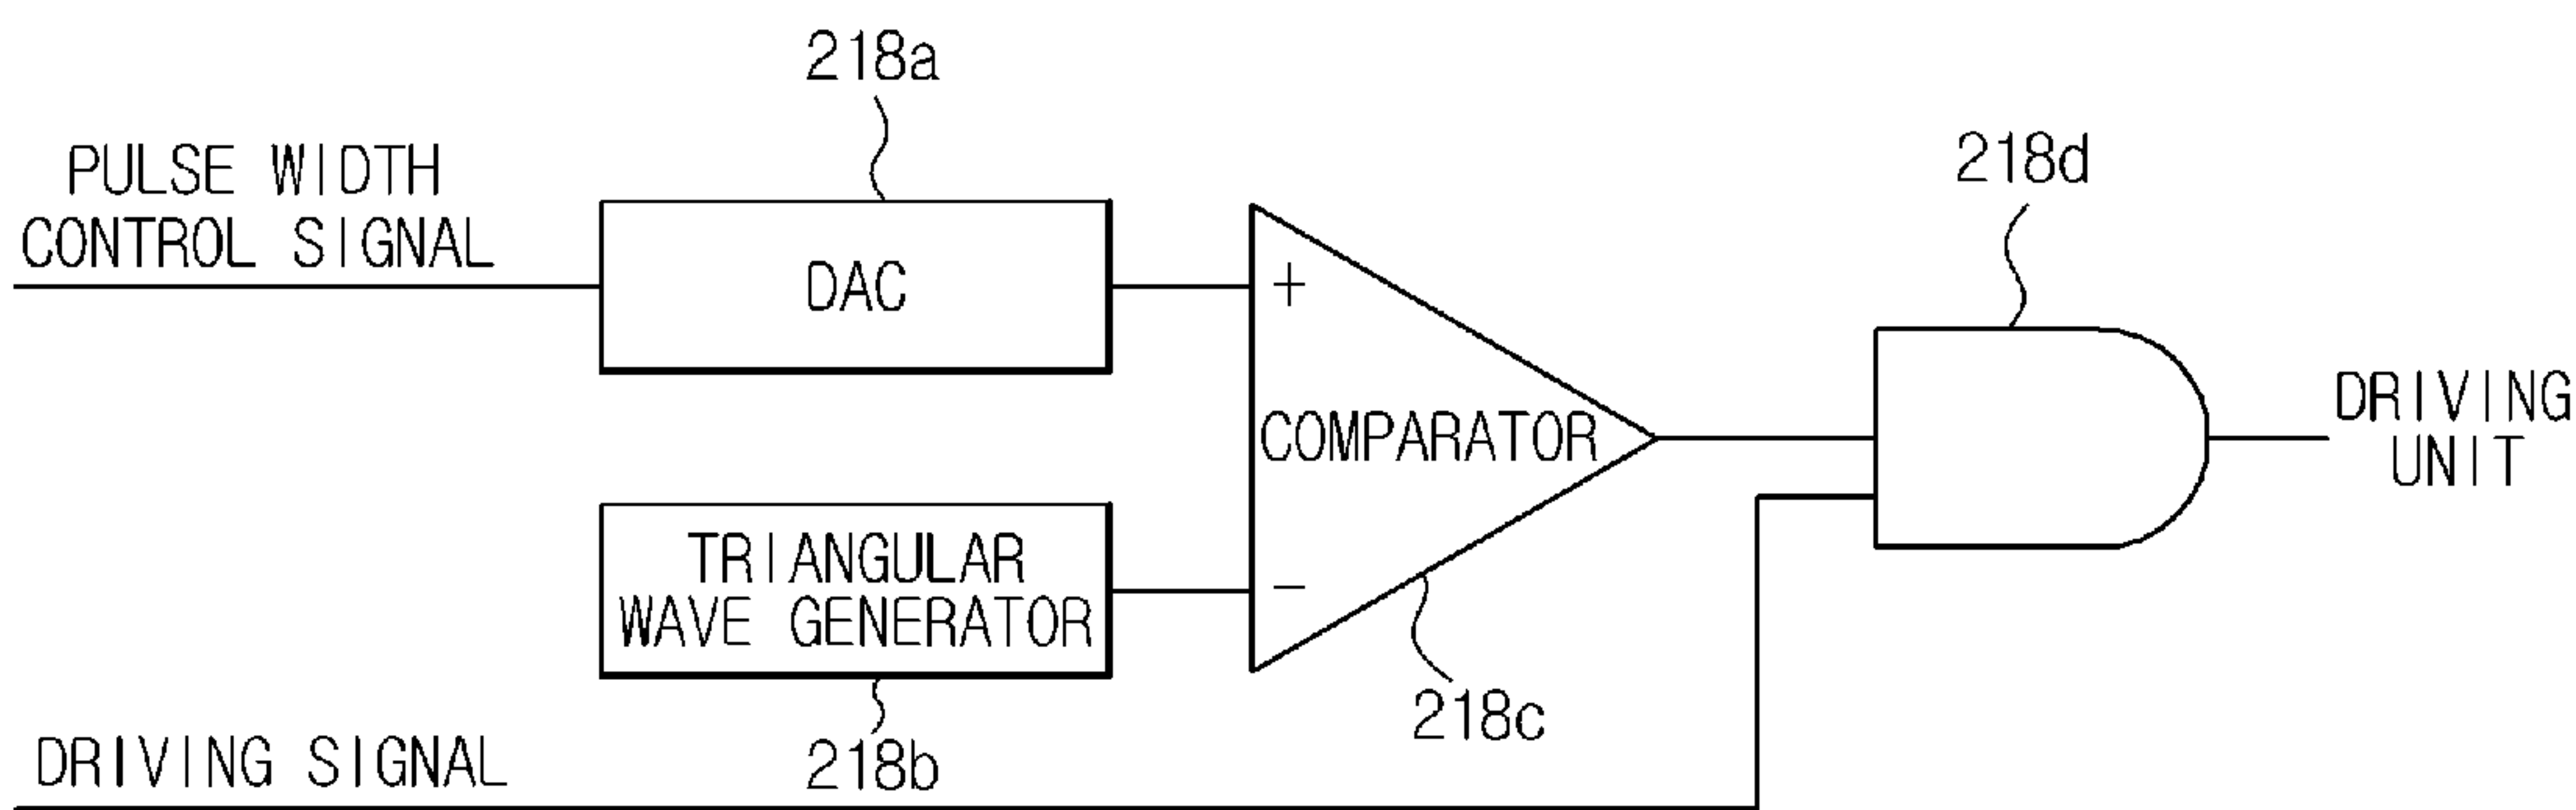 218a
PULSE WIDTH
CONTROL SIGNAL
DAC
+
218d
COMPARATOR
DRIVING
UNIT
TRIANGULAR
WAVE GENERATOR
−
218c
218b
DRIVING SIGNAL